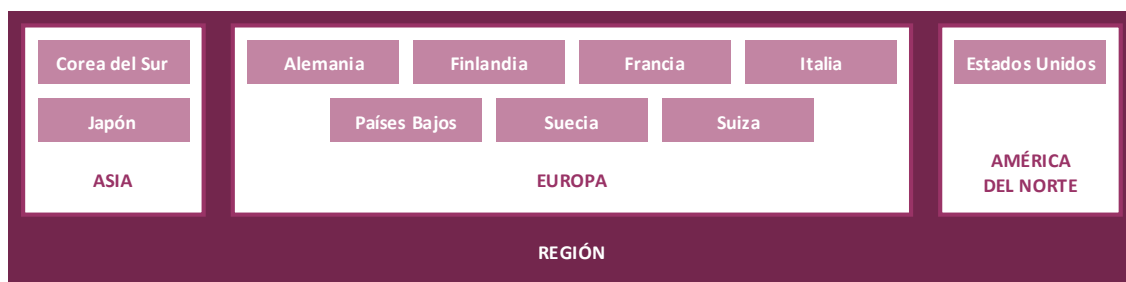 Corea del Sur
Japón
ASIA
Alemania
Finlandia
Francia
Italia
Países Bajos
Suecia
Suiza
EUROPA
Estados Unidos
AMÉRICA
DEL NORTE
REGIÓN